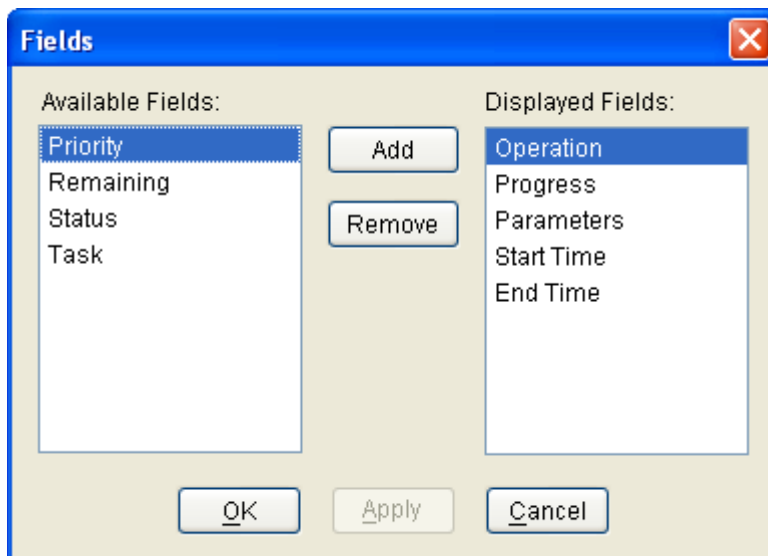 Fields
Available Fields:
Priority
Remaining
Status
Task
Add
Remove
Displayed Fields:
Operation
Progress
Parameters
Start Time
End Time
OK
Apply
Cancel